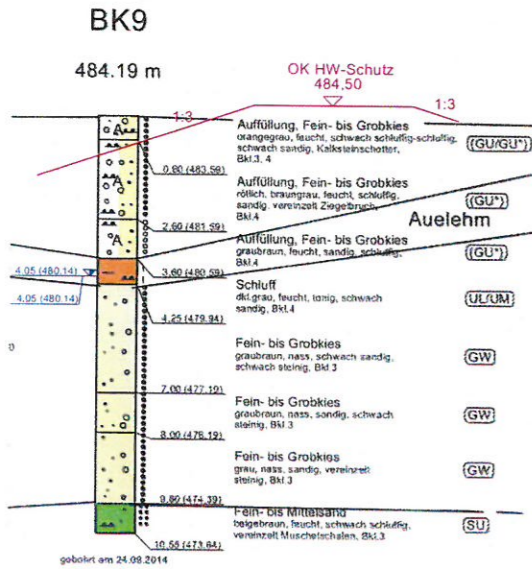 BK9
484.19 m
OK HW-Schutz
484.50
1:3
1:3
Auffüllung, Fein- bis Grobkies
orangegrau, feucht, schwach schluffig-schluffig,
schwach sandig, Kalksteinschotter,
Bkl.3, 4
[GU/GU*]
A
0,60 (483.59)
Auffüllung, Fein- bis Grobkies
rötlich, braungrau, feucht, schluffig,
sandig, vereinzelt Ziegelbruch,
Bkl.4
[GU*]
A
2,60 (481.59)
Auelehm
Auffüllung, Fein- bis Grobkies
graubraun, feucht, sandig, schluffig,
Bkl.4
[GU*]
A
3,60 (480.59)
4,05 (480.14)
4,05 (480.14)
Schluff
dkl.grau, feucht, tonig, schwach
sandig, Bkl.4
UL/UM
4,25 (479.94)
Fein- bis Grobkies
graubraun, nass, schwach sandig,
schwach steinig, Bkl.3
GW
7,00 (477.19)
Fein- bis Grobkies
graubraun, nass, sandig, schwach
steinig, Bkl.3
GW
8,00 (476.19)
Fein- bis Grobkies
grau, nass, sandig, vereinzelt
steinig, Bkl.3
GW
9,80 (474.39)
Fein- bis Mittelsand
beigebraun, feucht, schwach schluffig,
vereinzelt Muschelschalen, Bkl.3
SU
10,55 (473.64)
gebohrt am 24.09.2014